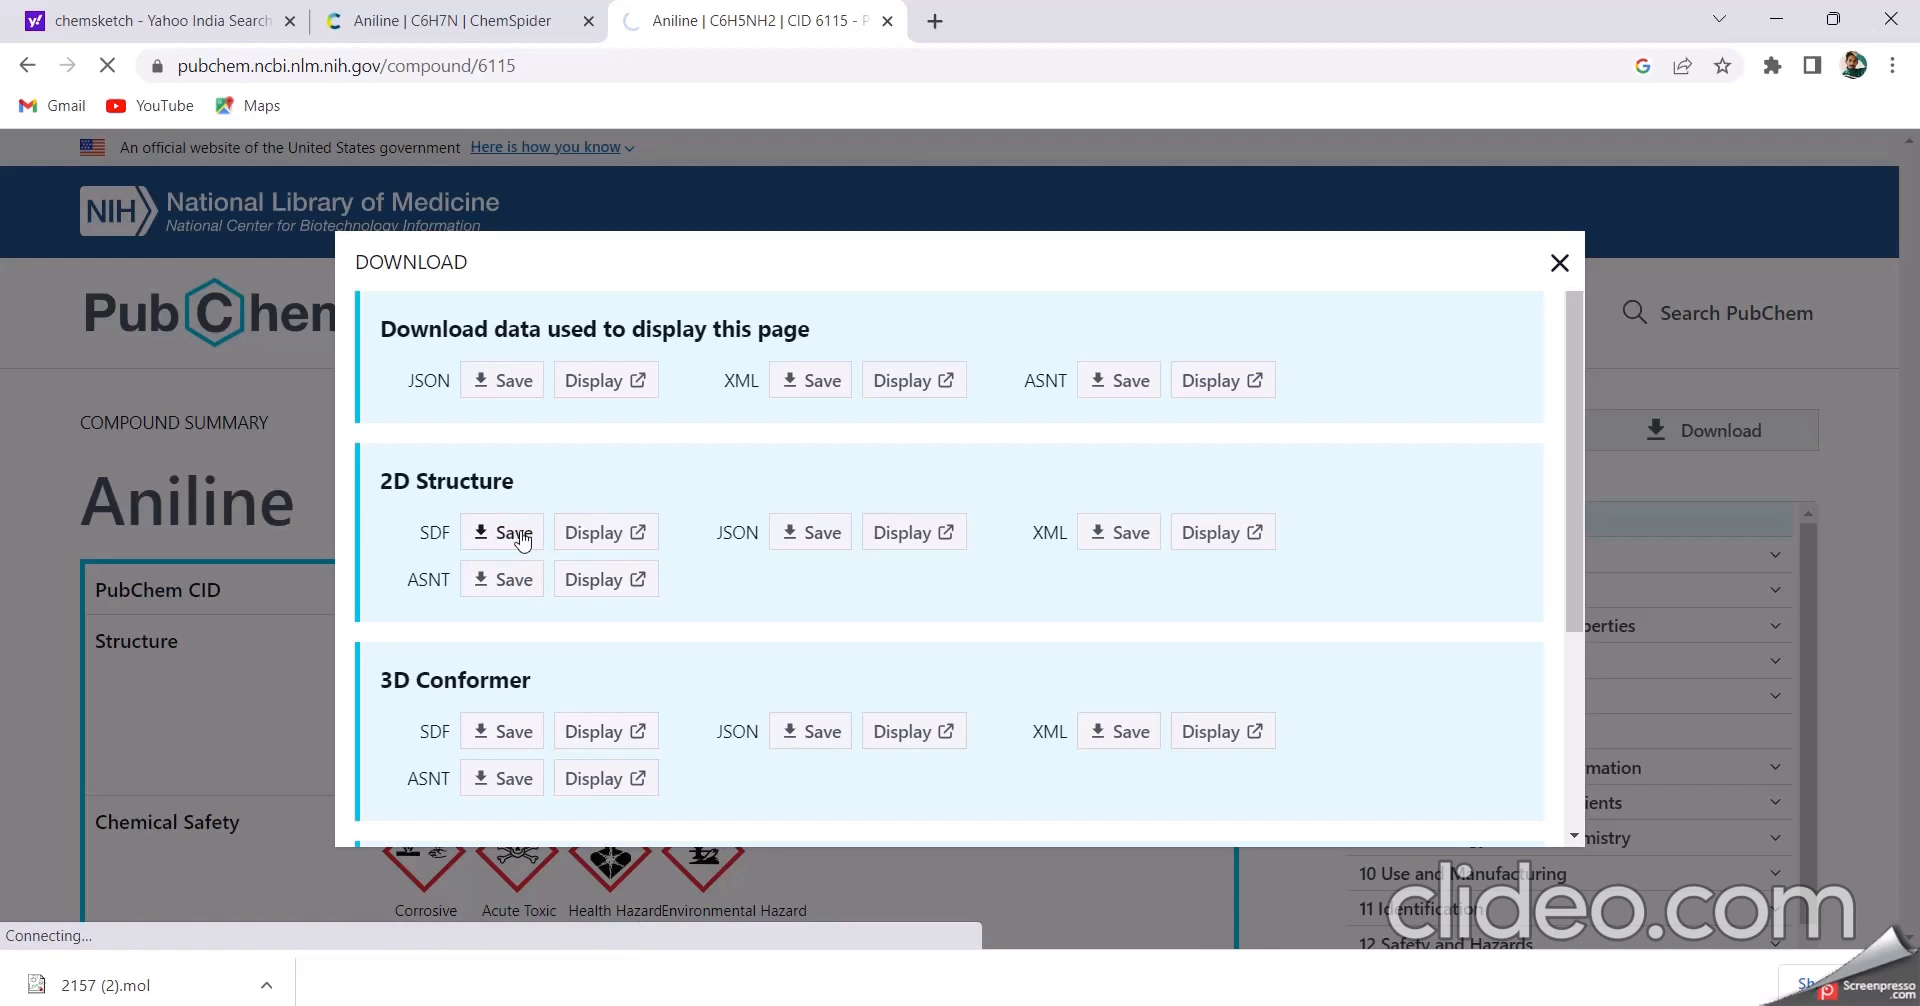 chemsketch - Yahoo India Search
Aniline | C6H7N | ChemSpider
Aniline | C6H5NH2 | CID 6115 - P
pubchem.ncbi.nlm.nih.gov/compound/6115
Gmail YouTube Maps
An official website of the United States government Here is how you know
NIH National Library of Medicine
National Center for Biotechnology Information
DOWNLOAD
PubChem
Search PubChem
Download data used to display this page
JSON Save Display XML Save Display ASNT Save Display
COMPOUND SUMMARY
Download
Aniline
2D Structure
SDF Save Display JSON Save Display XML Save Display
ASNT Save Display
PubChem CID
Structure
3D Conformer
SDF Save Display JSON Save Display XML Save Display
ASNT Save Display
Chemical Safety
Corrosive Acute Toxic Health Hazard Environmental Hazard
10 Use and Manufacturing
11 Identification
12 Safety and Hazards
clideo.com
Connecting...
2157 (2).mol
Screenpresso
.com